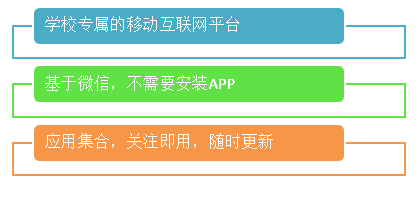 学校专属的移动互联网平台
基于微信，不需要安装APP
应用集合，关注即用，随时更新